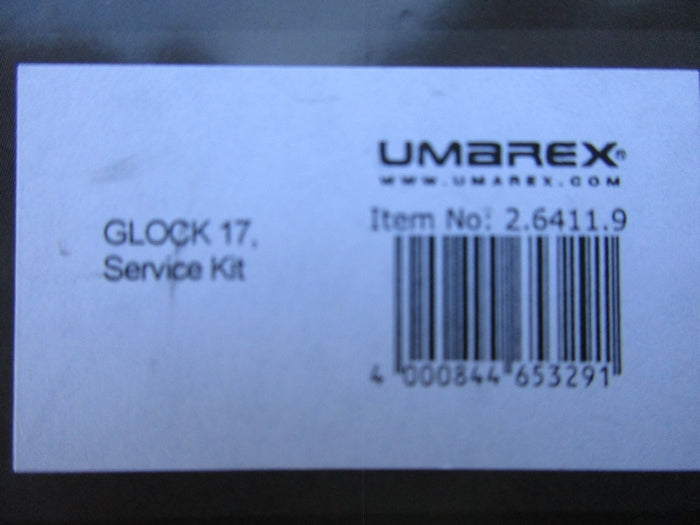 GLOCK 17.
Service Kit
UMAREX®
WWW.UMAREX.COM
Item No: 2.6411.9
4 000844 653291